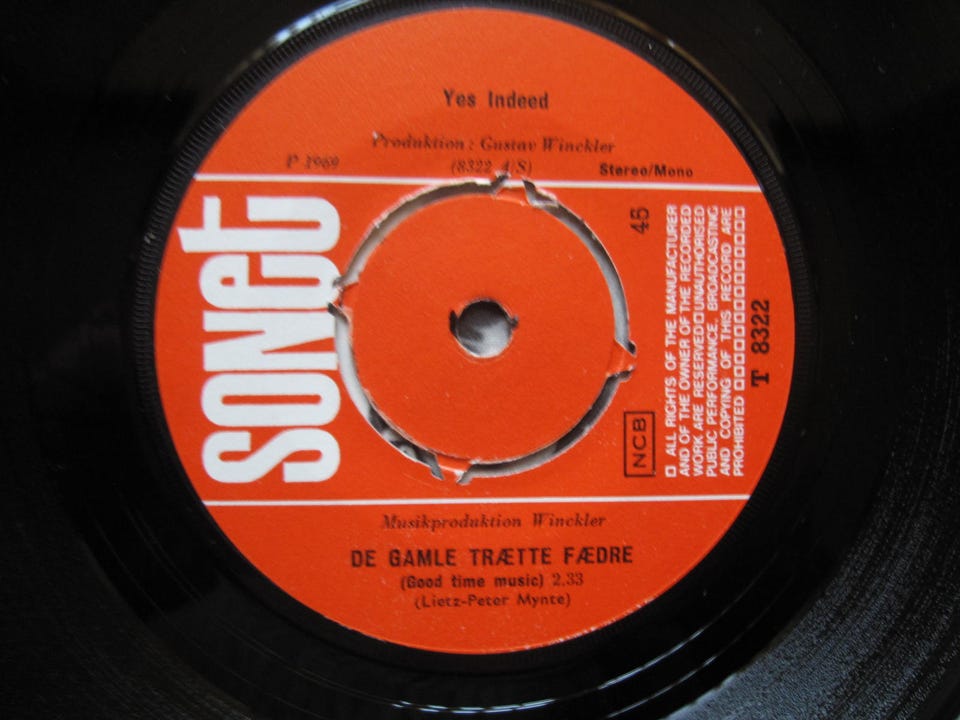 Yes Indeed
Produktion: Gustav Winckler
P 1969
(8322 4/S)
Stereo/Mono
sonet
45
□ ALL RIGHTS OF THE MANUFACTURER
AND OF THE OWNER OF THE RECORDED
WORK ARE RESERVED□UNAUTHORISED
PUBLIC PERFORMANCE, BROADCASTING
AND COPYING OF THIS RECORD ARE
PROHIBITED □□□□□□□□□□□□□
T 8322
NCB
Musikproduktion Winckler
DE GAMLE TRÆTTE FÆDRE
(Good time music) 2.33
(Lietz-Peter Mynte)